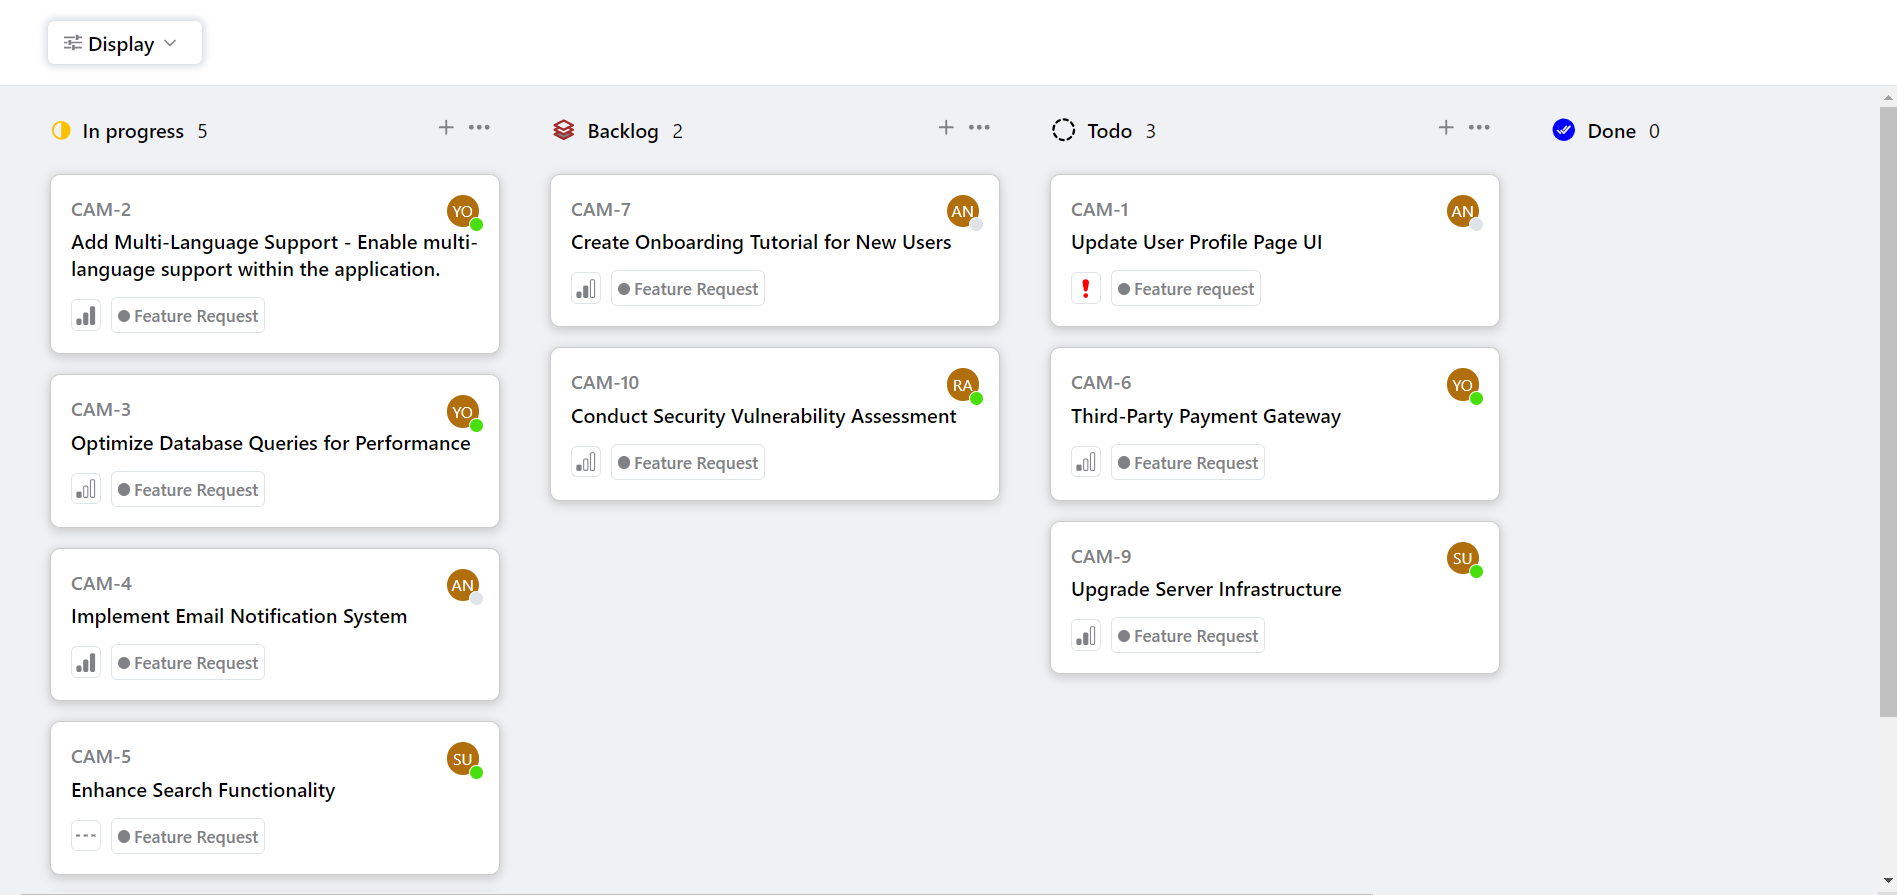 Display
In progress 5
CAM-2
YO
Add Multi-Language Support - Enable multi-
language support within the application.
Feature Request
CAM-3
YO
Optimize Database Queries for Performance
Feature Request
CAM-4
AN
Implement Email Notification System
Feature Request
CAM-5
SU
Enhance Search Functionality
Feature Request
Backlog 2
CAM-7
AN
Create Onboarding Tutorial for New Users
Feature Request
CAM-10
RA
Conduct Security Vulnerability Assessment
Feature Request
Todo 3
CAM-1
AN
Update User Profile Page UI
Feature request
CAM-6
YO
Third-Party Payment Gateway
Feature Request
CAM-9
SU
Upgrade Server Infrastructure
Feature Request
Done 0